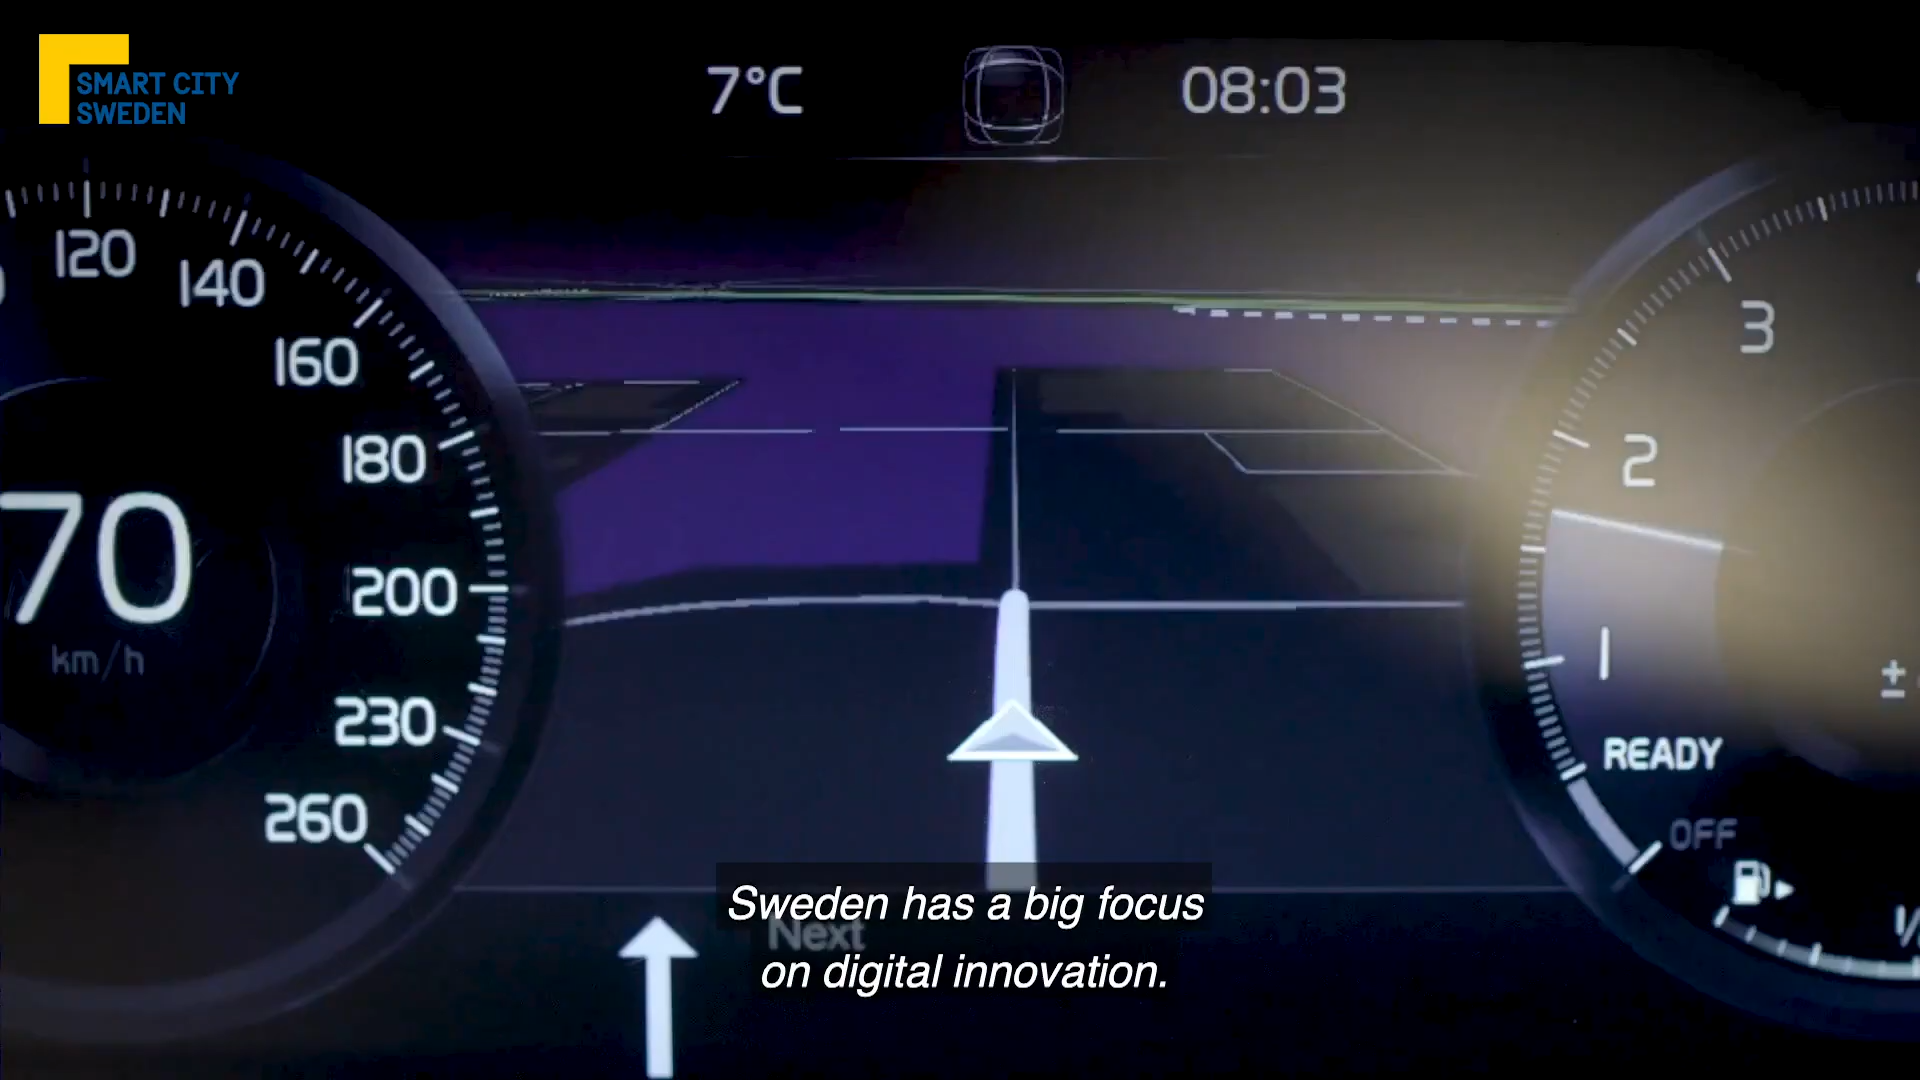 SMART CITY
SWEDEN
7°C
08:03
120
140
160
180
200
230
260
70
km/h
3
2
1
READY
OFF
Next
Sweden has a big focus
on digital innovation.